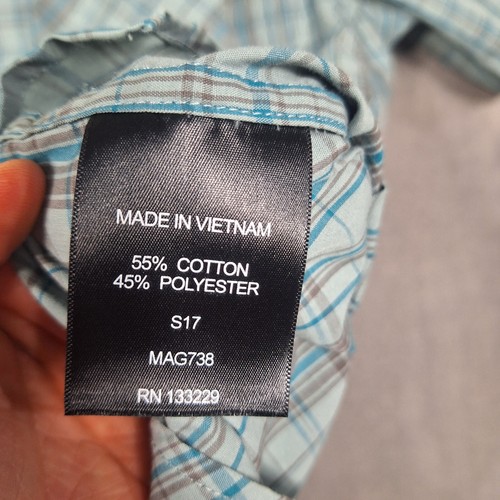 MADE IN VIETNAM
55% COTTON
45% POLYESTER
S17
MAG738
RN 133229